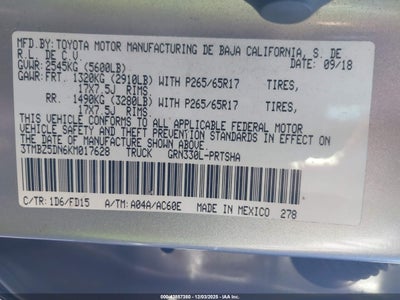 MFD.BY: TOYOTA MOTOR MANUFACTURING DE BAJA CALIFORNIA, S. DE
R.L. DE C.V. DATE: 09/18
GVWR: 2545KG (5600LB)
GAWR: FRT. 1320KG (2910LB) WITH P265/65R17 TIRES,
17X7.5J RIMS,
RR. 1490KG (3280LB) WITH P265/65R17 TIRES,
17X7.5J RIMS.
THIS VEHICLE CONFORMS TO ALL APPLICABLE FEDERAL MOTOR
VEHICLE SAFETY AND THEFT PREVENTION STANDARDS IN EFFECT ON
THE DATE OF MANUFACTURE SHOWN ABOVE.
3TMBZ5DN6KM017628 TRUCK GRN330L-PRTSHA
C/TR: 1D6/FD15 A/TM: A04A/AC60E MADE IN MEXICO 278
STOCK: 43657360 12/03/2025 - USAGE BY IAA